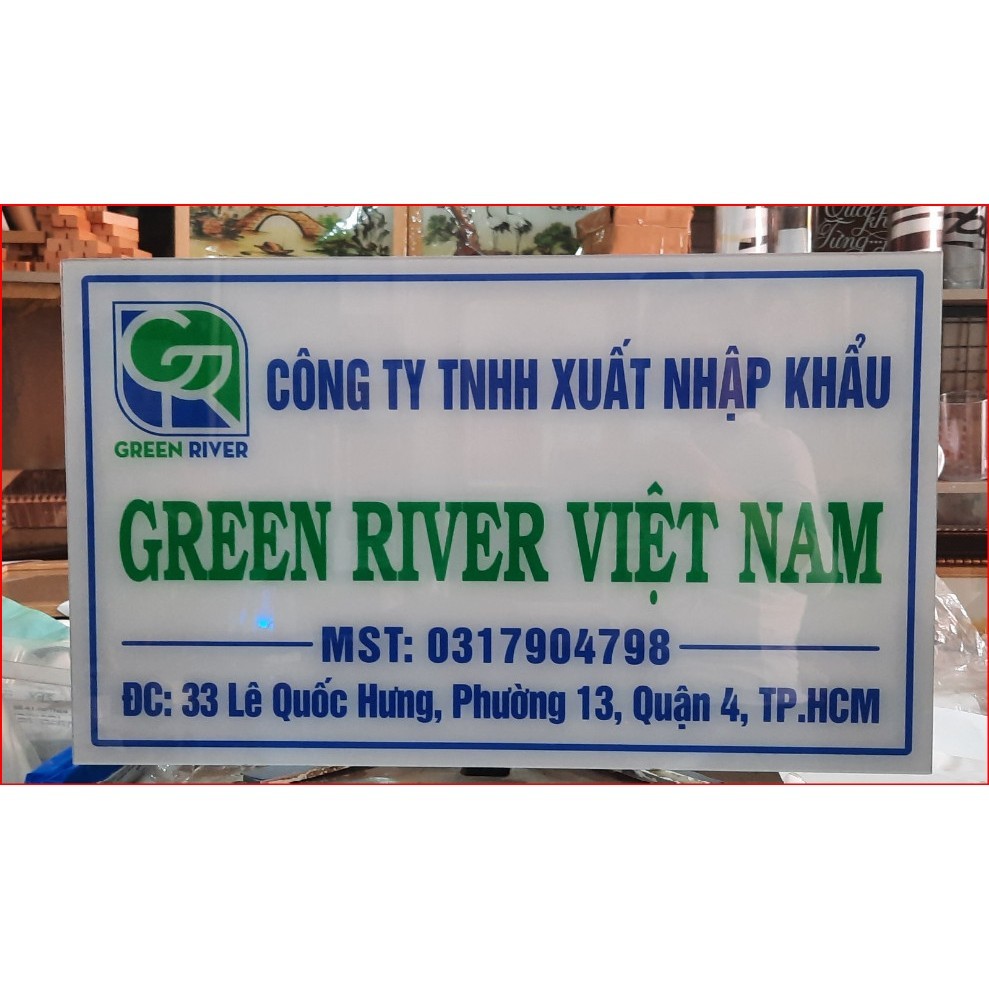 CÔNG TY TNHH XUẤT NHẬP KHẨU
GREEN RIVER
GREEN RIVER VIỆT NAM
MST: 0317904798
ĐC: 33 Lê Quốc Hưng, Phường 13, Quận 4, TP.HCM